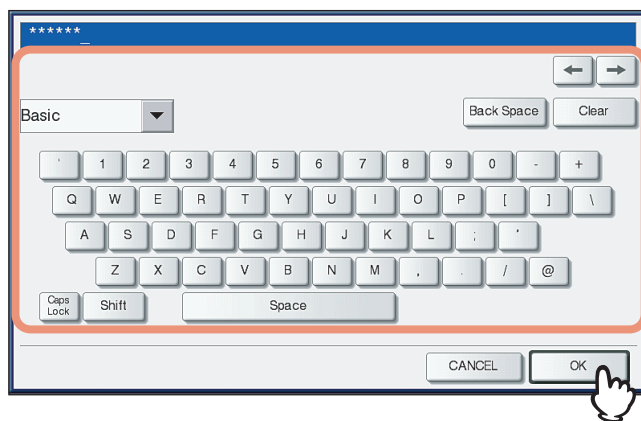 ******_
← →
Basic Back Space Clear
` 1 2 3 4 5 6 7 8 9 0 - +
Q W E R T Y U I O P [ ] \
A S D F G H J K L ; '
Z X C V B N M , . / @
Caps Lock Shift Space
CANCEL OK